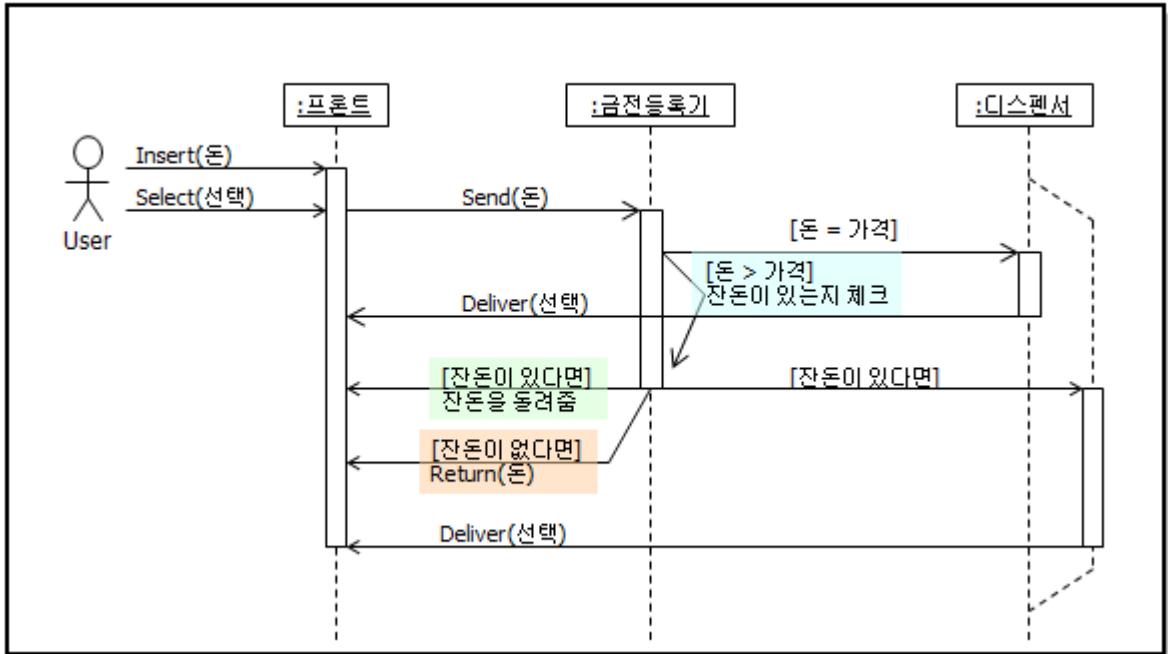 :프론트
:금전등록기
:디스펜서
Insert(돈)
Select(선택)
User
Send(돈)
[돈 = 가격]
[돈 > 가격]
잔돈이 있는지 체크
Deliver(선택)
[잔돈이 있다면]
잔돈을 돌려줌
[잔돈이 있다면]
[잔돈이 없다면]
Return(돈)
Deliver(선택)